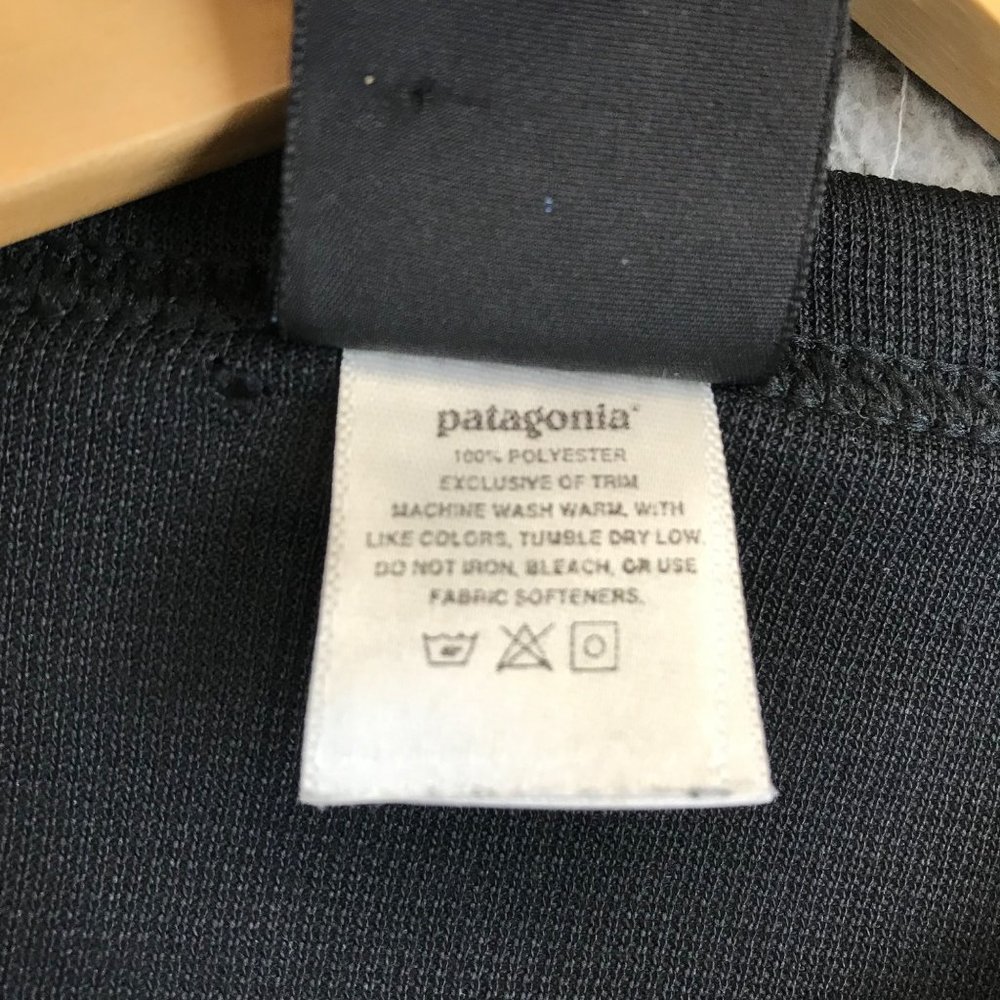 patagonia®
100% POLYESTER
EXCLUSIVE OF TRIM
MACHINE WASH WARM, WITH
LIKE COLORS, TUMBLE DRY LOW.
DO NOT IRON, BLEACH, OR USE
FABRIC SOFTENERS.